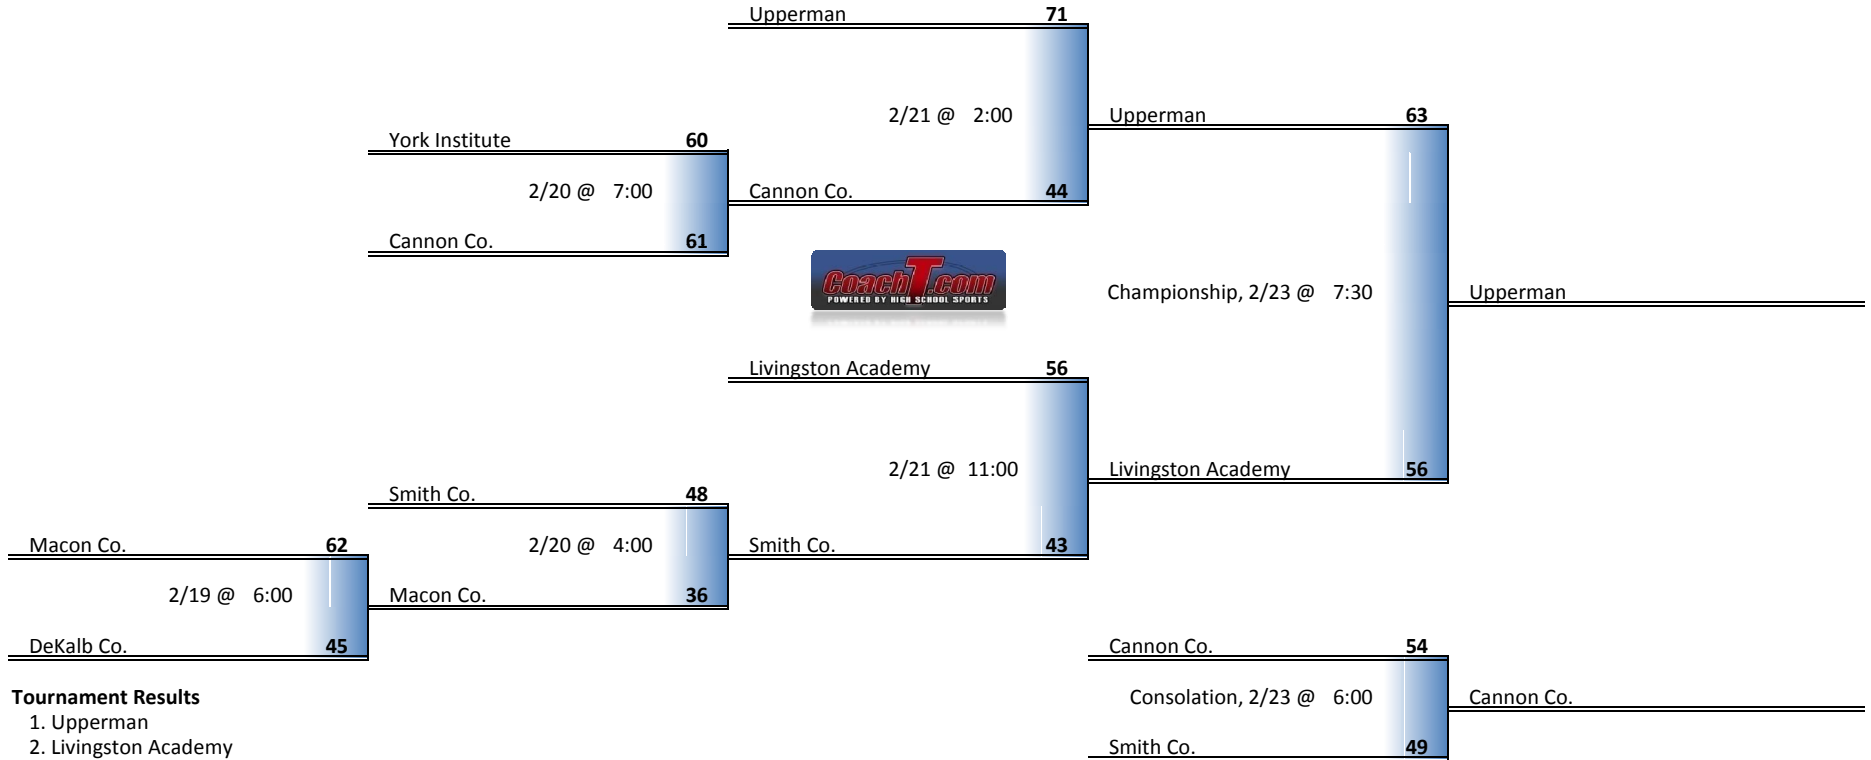 Upperman 71
2/21 @ 2:00
Upperman 63
York Institute 60
2/20 @ 7:00
Cannon Co. 44
Cannon Co. 61
CoachT.com
POWERED BY HIGH SCHOOL SPORTS
Championship, 2/23 @ 7:30
Upperman
Livingston Academy 56
2/21 @ 11:00
Livingston Academy 56
Smith Co. 48
Macon Co. 62
2/20 @ 4:00
Smith Co. 43
2/19 @ 6:00
Macon Co. 36
DeKalb Co. 45
Cannon Co. 54
Tournament Results
Consolation, 2/23 @ 6:00
Cannon Co.
1. Upperman
2. Livingston Academy
Smith Co. 49